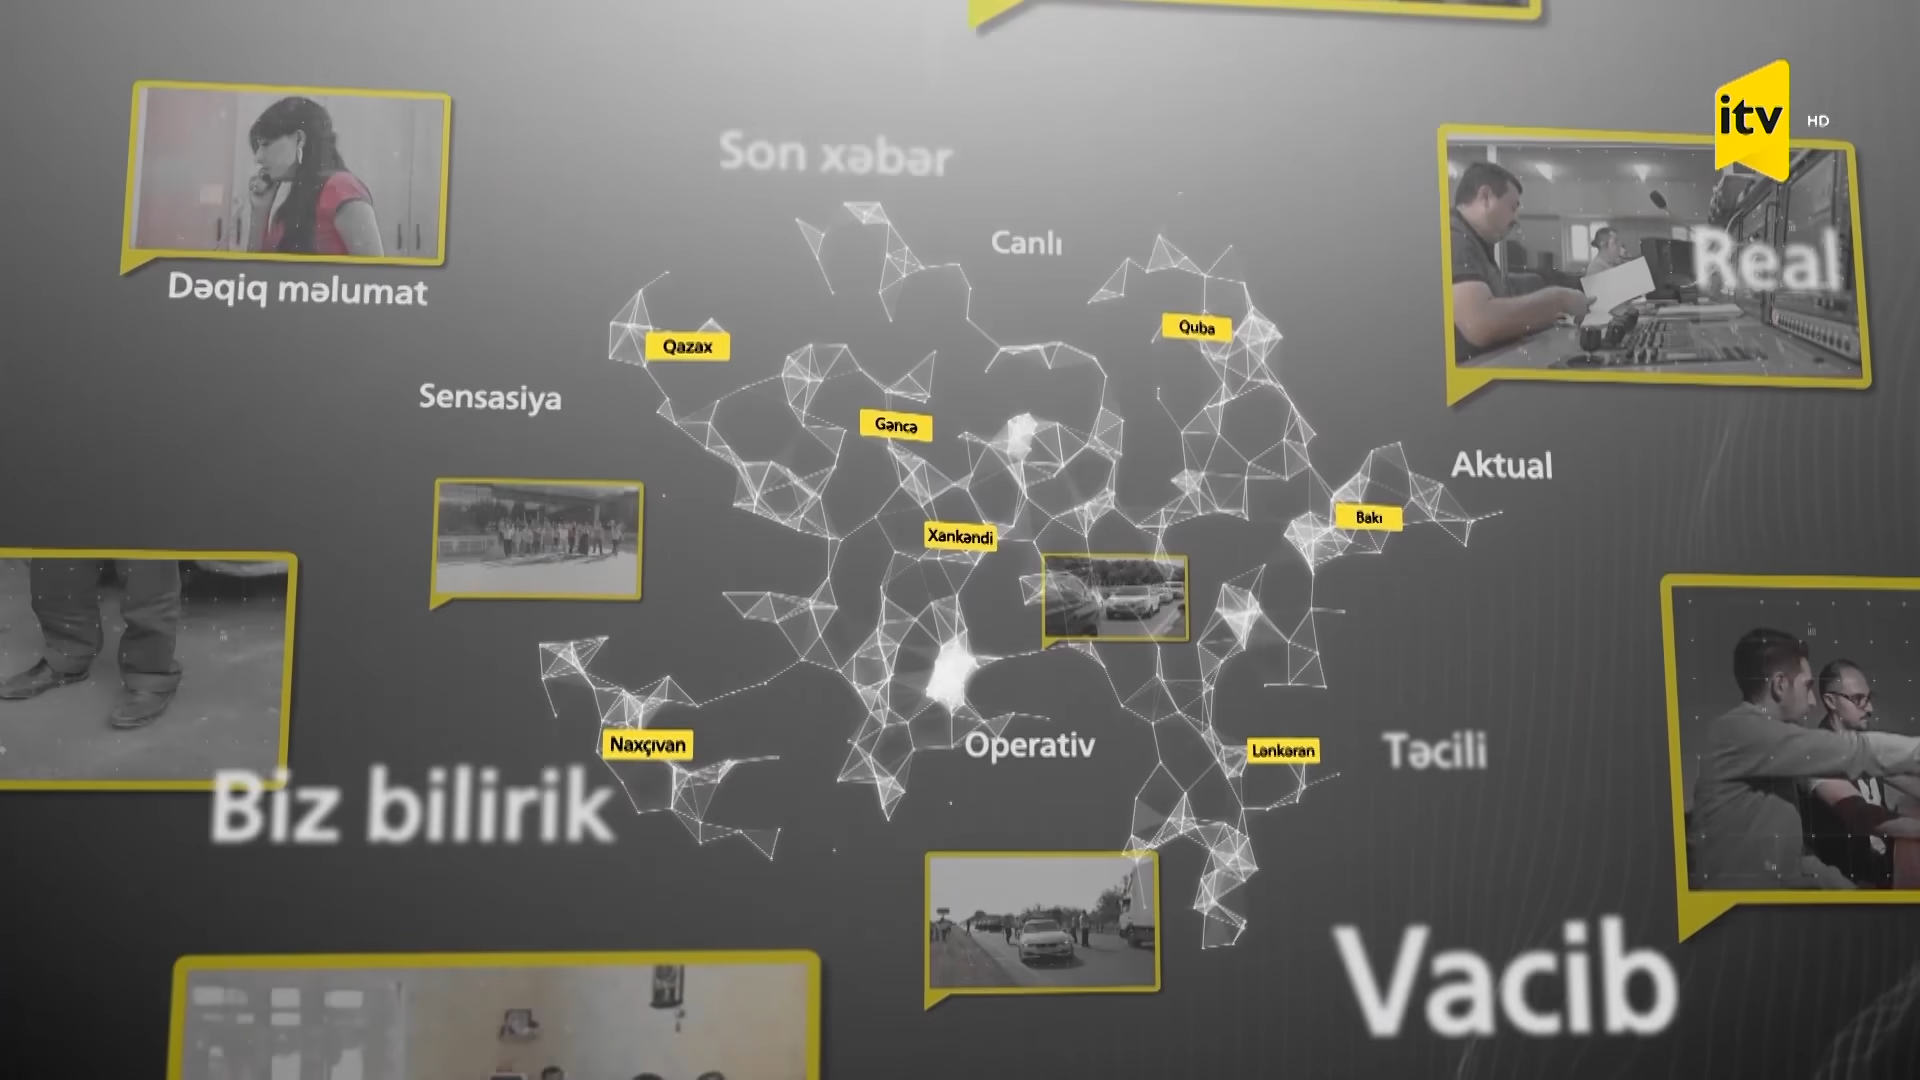 itv HD
Son xəbər
Canlı
Real
Dəqiq məlumat
Quba
Qazax
Sensasiya
Gəncə
Aktual
Bakı
Xankəndi
Naxçıvan
Operativ
Lənkəran
Təcili
Biz bilirik
Vacib